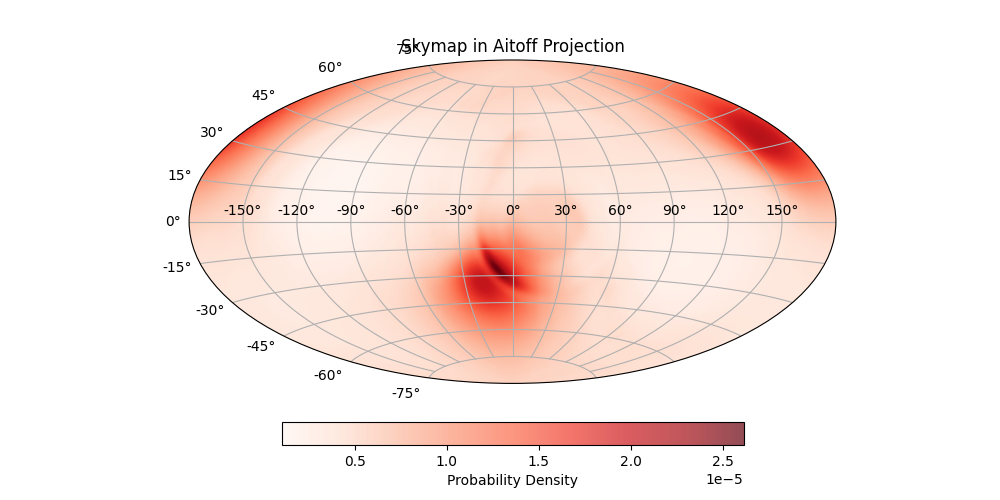 Skymap in Aitoff Projection
75°
60°
45°
30°
15°
0°
-15°
-30°
-45°
-60°
-75°
-150° -120° -90° -60° -30° 0° 30° 60° 90° 120° 150°
0.5 1.0 1.5 2.0 2.5
1e−5
Probability Density